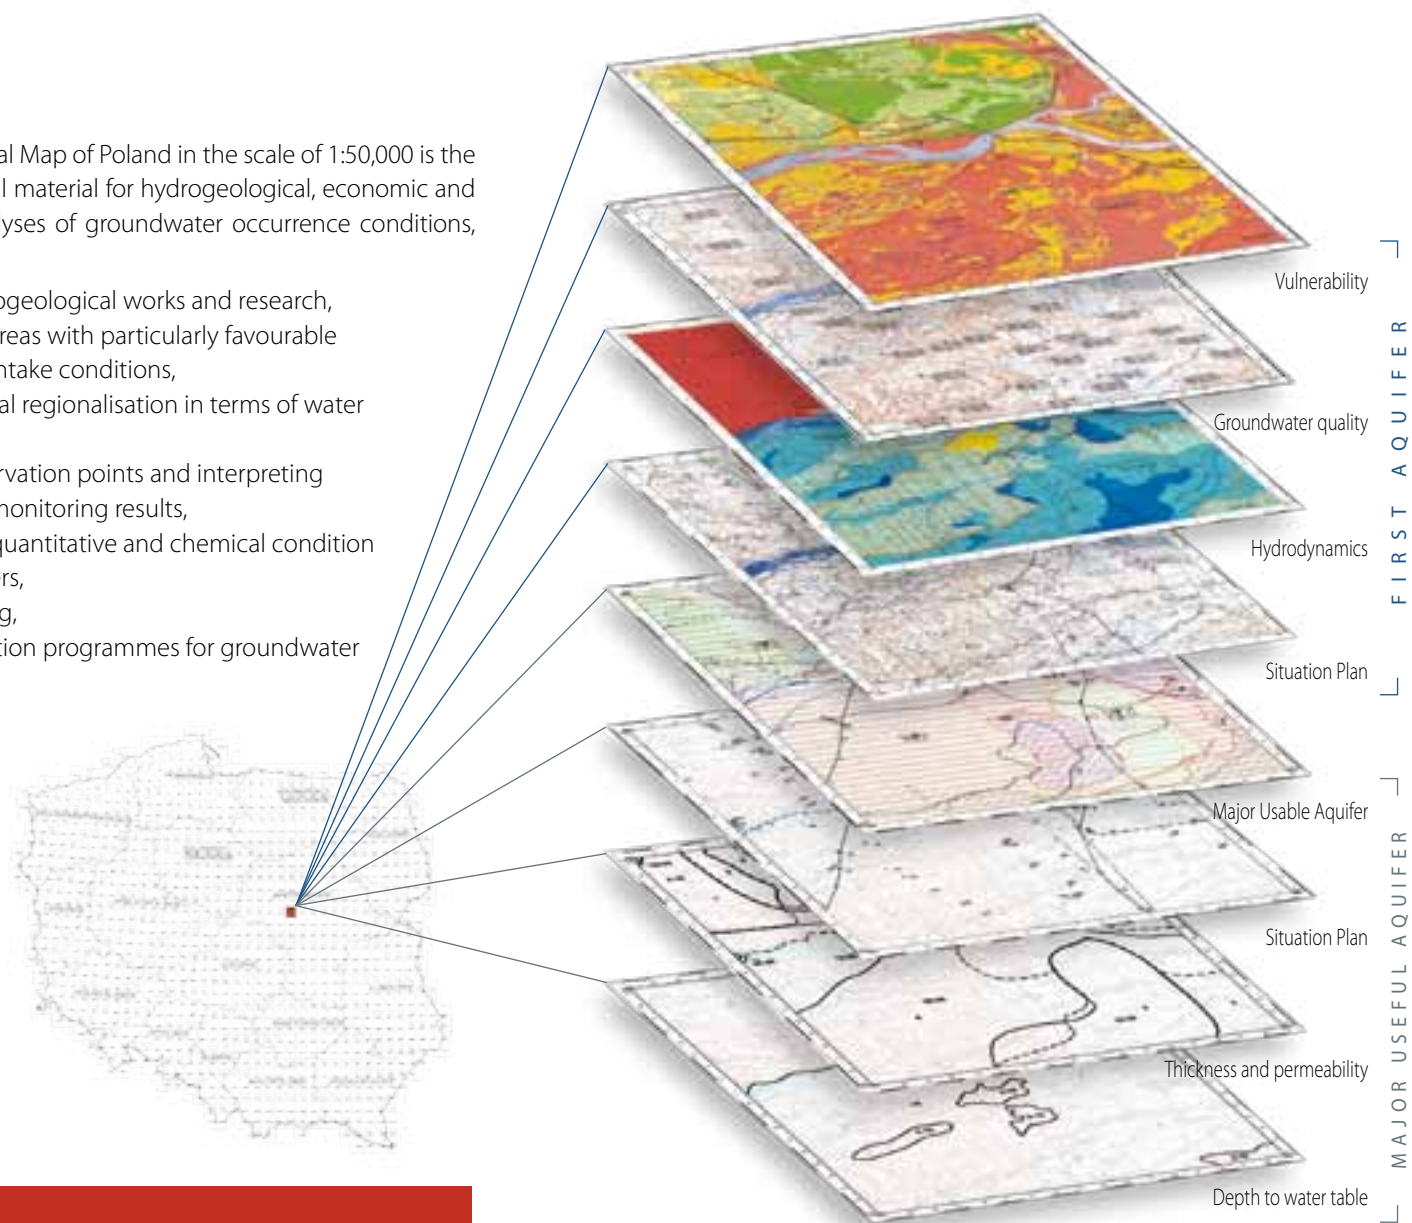 al Map of Poland in the scale of 1:50,000 is the
l material for hydrogeological, economic and
lyses of groundwater occurrence conditions,
ogeological works and research,
reas with particularly favourable
ntake conditions,
al regionalisation in terms of water
rvation points and interpreting
monitoring results,
quantitative and chemical condition
ers,
g,
tion programmes for groundwater
Vulnerability
Groundwater quality
Hydrodynamics
Situation Plan
FIRST AQUIFER
Major Usable Aquifer
Situation Plan
Thickness and permeability
Depth to water table
MAJOR USEFUL AQUIFER